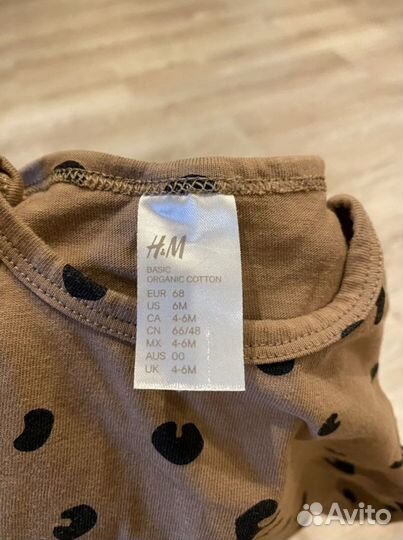 H&M
BASIC
ORGANIC COTTON
EUR 68
US 6M
CA 4-6M
CN 66/48
MX 4-6M
AUS 00
UK 4-6M
Avito